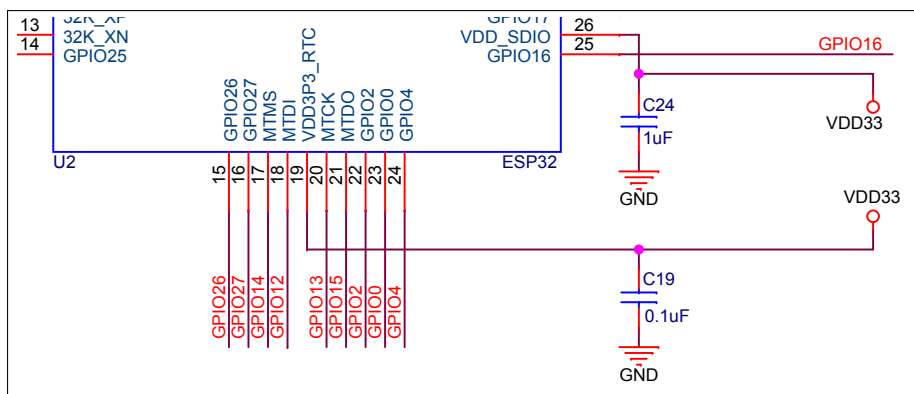 13
32K_XP
14
32K_XN
GPIO25
GPIO17
26
VDD_SDIO
25
GPIO16
GPIO16
GPIO26
GPIO27
MTMS
MTDI
VDD3P3_RTC
MTCK
MTDO
GPIO2
GPIO0
GPIO4
C24
1uF
VDD33
U2
ESP32
15
16
17
18
19
20
21
22
23
24
GND
VDD33
GPIO26
GPIO27
GPIO14
GPIO12
GPIO13
GPIO15
GPIO2
GPIO0
GPIO4
C19
0.1uF
GND